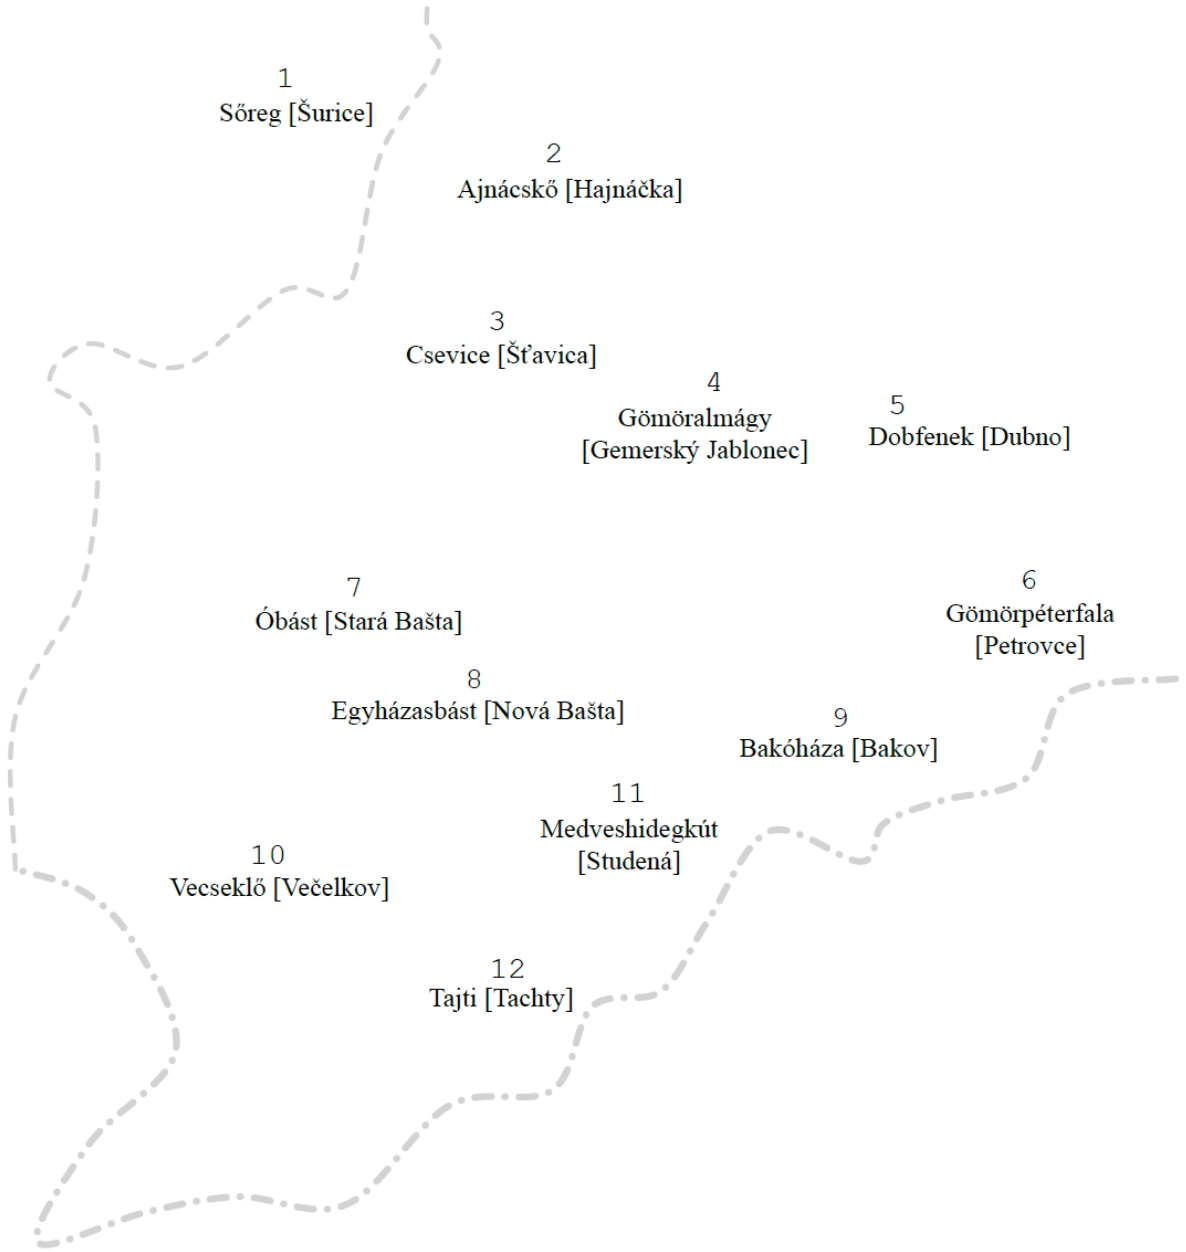 1
Sőreg [Šurice]
2
Ajnácskő [Hajnáčka]
3
Csevice [Šťavica]
4
Gömöralmágy
[Gemerský Jablonec]
5
Dobfenek [Dubno]
6
Gömörpéterfala
[Petrovce]
7
Óbást [Stará Bašta]
8
Egyházasbást [Nová Bašta]
9
Bakóháza [Bakov]
10
Vecseklő [Večelkov]
11
Medveshidegkút
[Studená]
12
Tajti [Tachty]